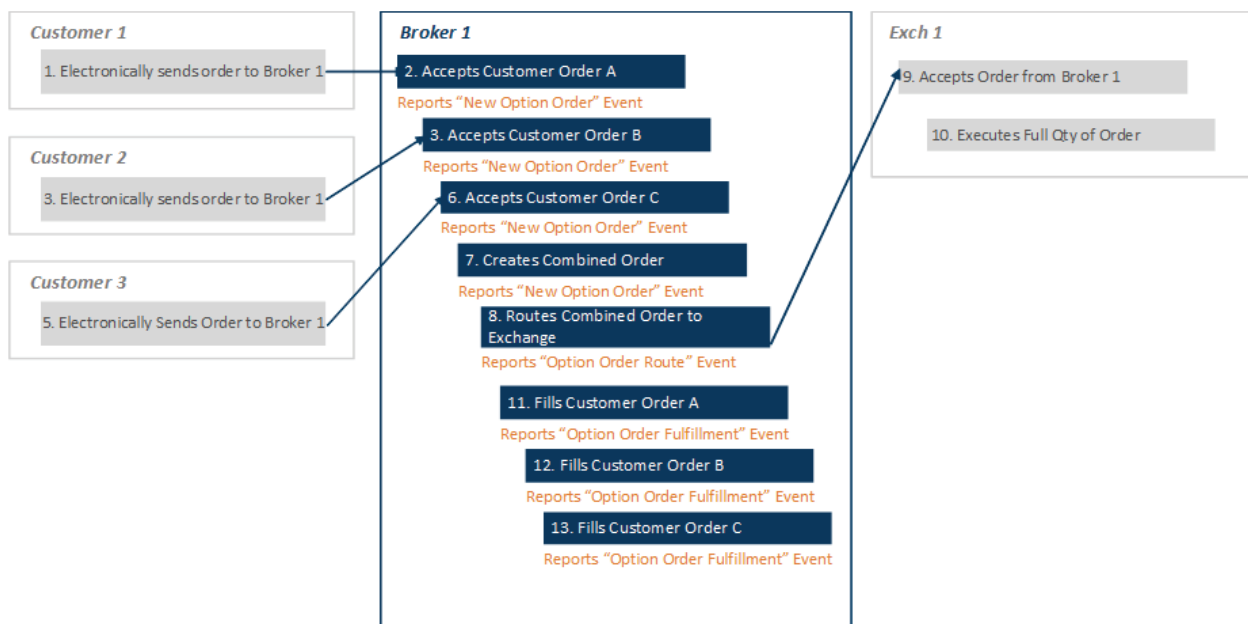 Customer 1
1. Electronically sends order to Broker 1
Customer 2
3. Electronically sends order to Broker 1
Customer 3
5. Electronically Sends Order to Broker 1
Broker 1
2. Accepts Customer Order A
Reports “New Option Order” Event
3. Accepts Customer Order B
Reports “New Option Order” Event
6. Accepts Customer Order C
Reports “New Option Order” Event
7. Creates Combined Order
Reports “New Option Order” Event
8. Routes Combined Order to
Exchange
Reports “Option Order Route” Event
11. Fills Customer Order A
Reports “Option Order Fulfillment” Event
12. Fills Customer Order B
Reports “Option Order Fulfillment” Event
13. Fills Customer Order C
Reports “Option Order Fulfillment” Event
Exch 1
9. Accepts Order from Broker 1
10. Executes Full Qty of Order